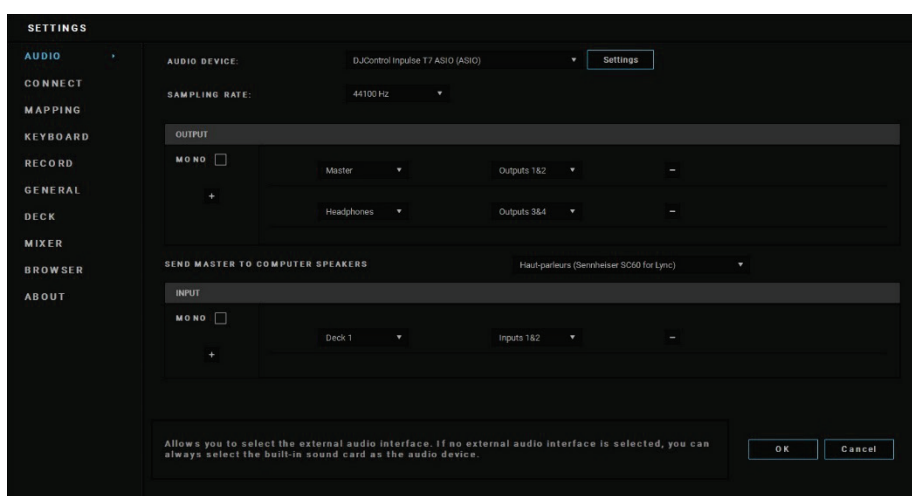 SETTINGS
AUDIO
CONNECT
MAPPING
KEYBOARD
RECORD
GENERAL
DECK
MIXER
BROWSER
ABOUT
AUDIO DEVICE: DJControl Inpulse T7 ASIO (ASIO) Settings
SAMPLING RATE: 44100 Hz
OUTPUT
MONO
+
Master Outputs 1&2 –
Headphones Outputs 3&4 –
SEND MASTER TO COMPUTER SPEAKERS Haut-parleurs (Sennheiser SC60 for Lync)
INPUT
MONO
+
Deck 1 Inputs 1&2 –
Allows you to select the external audio interface. If no external audio interface is selected, you can
always select the built-in sound card as the audio device.
OK Cancel